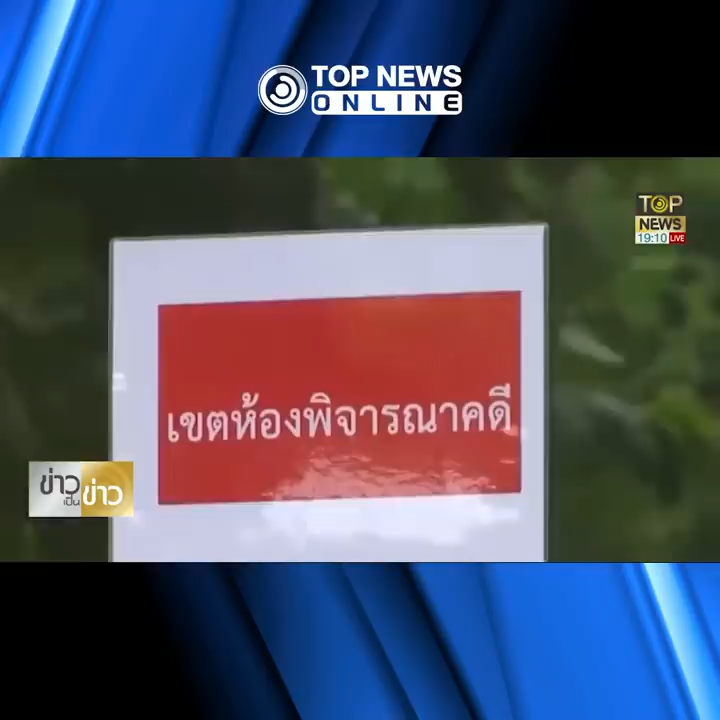 TOP NEWS
ONLINE
TOP
NEWS
19:10 LIVE
เขตห้องพิจารณาคดี
ข่าว
เป็น
ข่าว